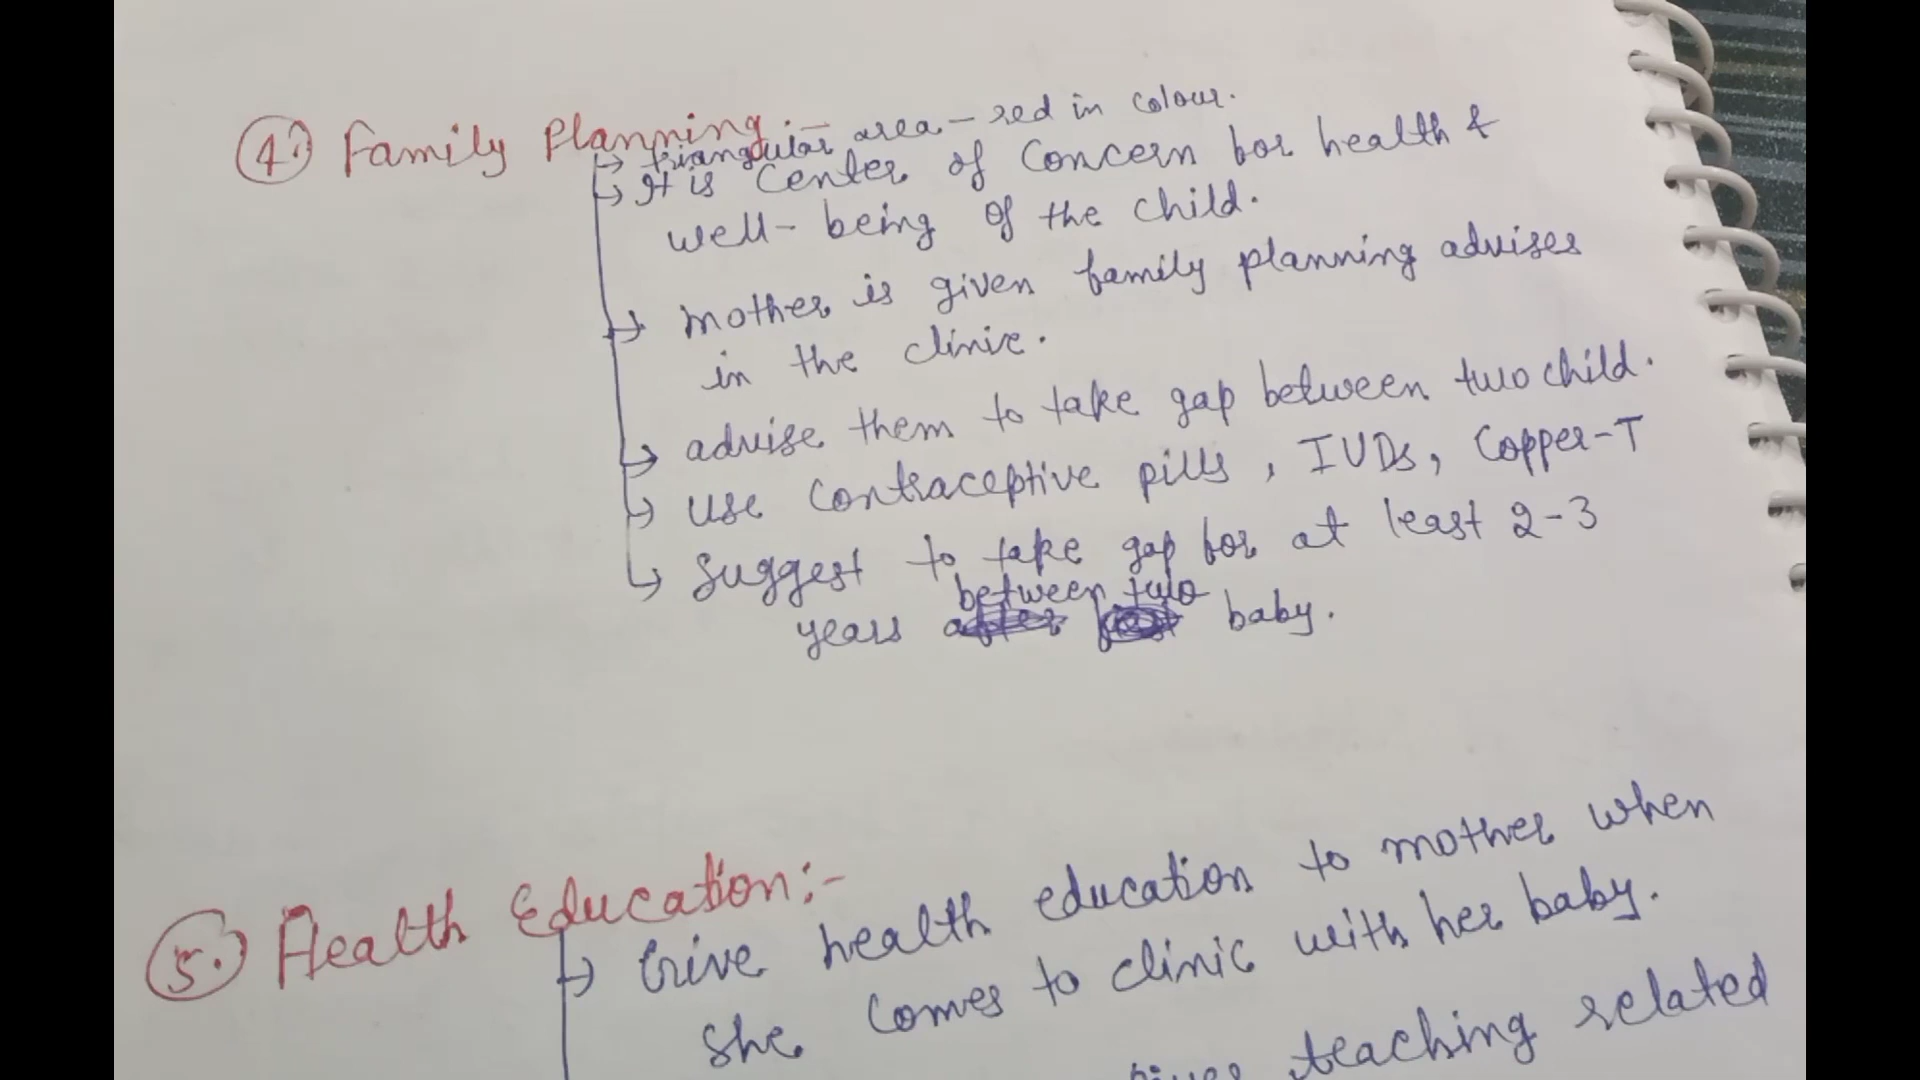 4. Family Planning :-
→ triangular area - red in colour.
→ It is Center of Concern for health &
well-being of the child.
→ mother is given family planning advises
in the clinic.
→ advise them to take gap between two child.
→ use contraceptive pills, IUDs, Copper-T
→ Suggest to take gap for at least 2-3
between two
years baby.
5. Health Education :-
→ Give health education to mother when
she comes to clinic with her baby.
teaching related